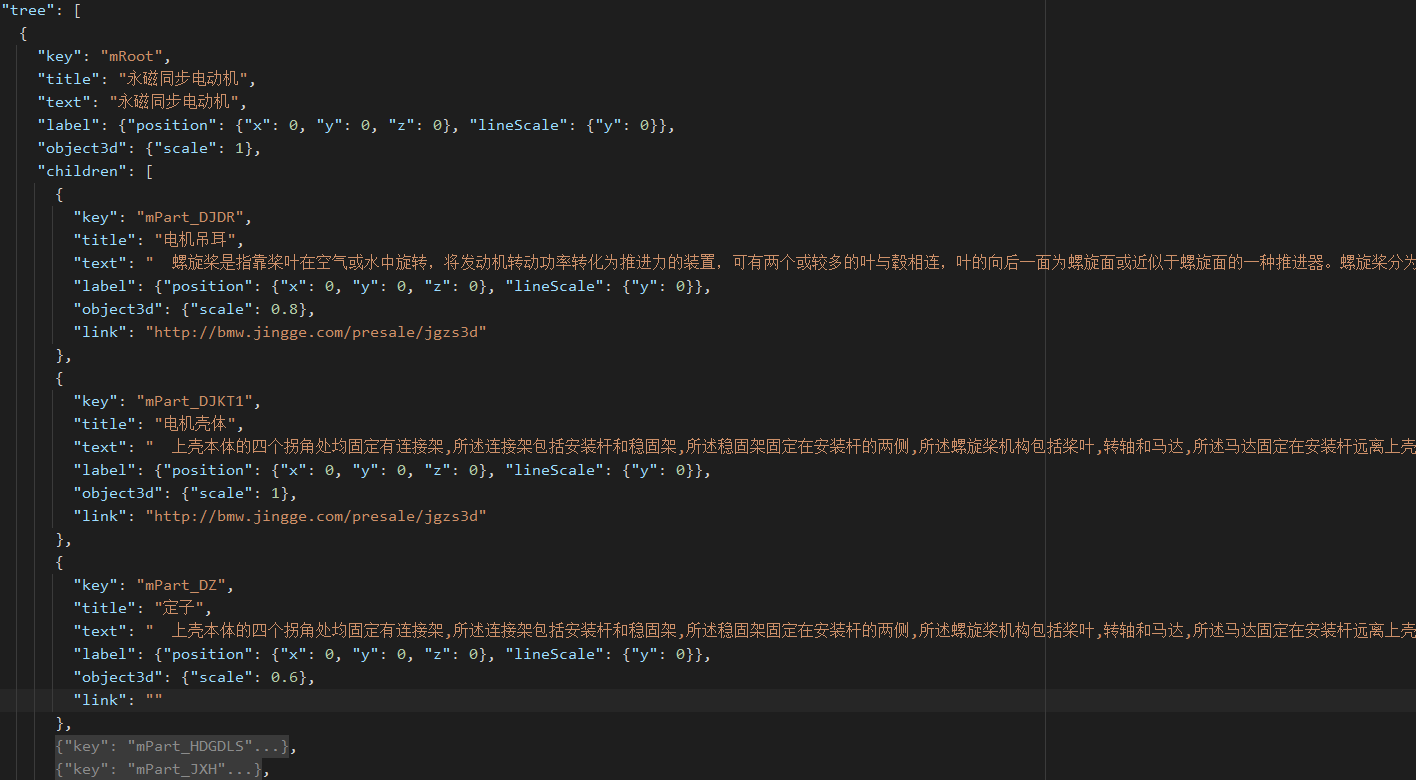 "tree": [
{
"key": "mRoot",
"title": "永磁同步电动机",
"text": "永磁同步电动机",
"label": {"position": {"x": 0, "y": 0, "z": 0}, "lineScale": {"y": 0}},
"object3d": {"scale": 1},
"children": [
{
"key": "mPart_DJDR",
"title": "电机吊耳",
"text": "  螺旋桨是指靠桨叶在空气或水中旋转，将发动机转动功率转化为推进力的装置，可有两个或较多的叶与毂相连，叶的向后一面为螺旋面或近似于螺旋面的一种推进器。螺旋桨分为
"label": {"position": {"x": 0, "y": 0, "z": 0}, "lineScale": {"y": 0}},
"object3d": {"scale": 0.8},
"link": "http://bmw.jingge.com/presale/jgzs3d"
},
{
"key": "mPart_DJKT1",
"title": "电机壳体",
"text": "  上壳本体的四个拐角处均固定有连接架,所述连接架包括安装杆和稳固架,所述稳固架固定在安装杆的两侧,所述螺旋桨机构包括桨叶,转轴和马达,所述马达固定在安装杆远离上壳
"label": {"position": {"x": 0, "y": 0, "z": 0}, "lineScale": {"y": 0}},
"object3d": {"scale": 1},
"link": "http://bmw.jingge.com/presale/jgzs3d"
},
{
"key": "mPart_DZ",
"title": "定子",
"text": "  上壳本体的四个拐角处均固定有连接架,所述连接架包括安装杆和稳固架,所述稳固架固定在安装杆的两侧,所述螺旋桨机构包括桨叶,转轴和马达,所述马达固定在安装杆远离上壳
"label": {"position": {"x": 0, "y": 0, "z": 0}, "lineScale": {"y": 0}},
"object3d": {"scale": 0.6},
"link": ""
},
{"key": "mPart_HDGDLS"...},
{"key": "mPart_JXH"...},